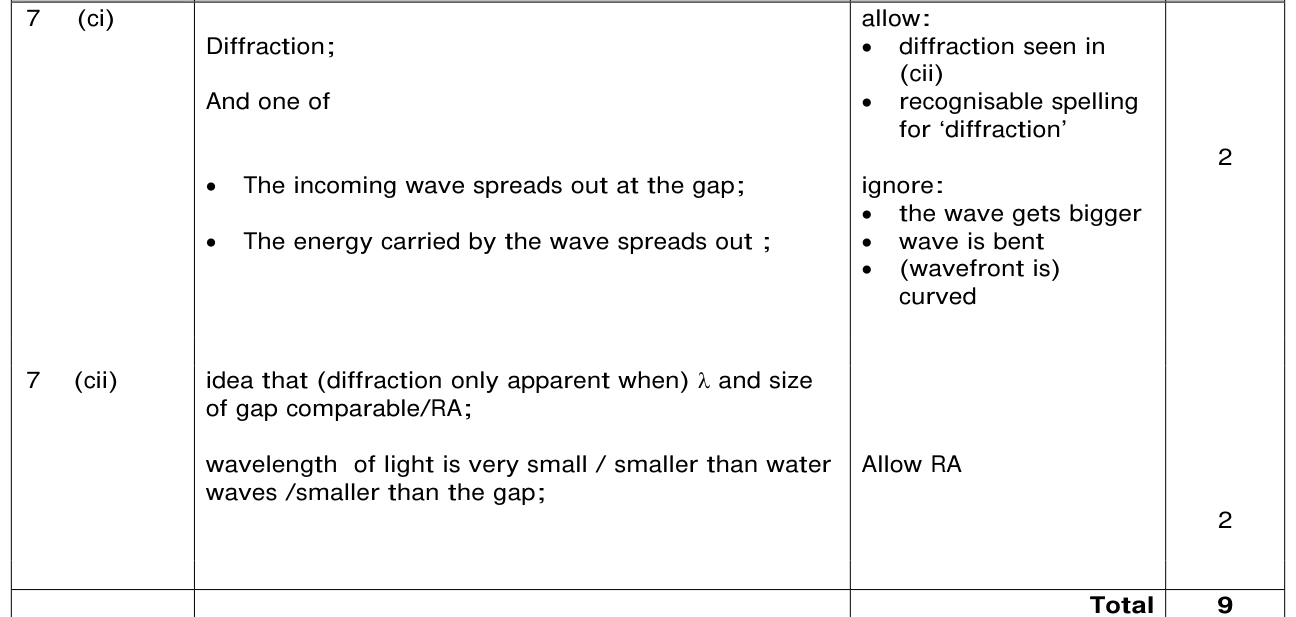 7 (ci)
Diffraction;
And one of
• The incoming wave spreads out at the gap;
• The energy carried by the wave spreads out ;
allow:
• diffraction seen in
(cii)
• recognisable spelling
for ‘diffraction’
ignore:
• the wave gets bigger
• wave is bent
• (wavefront is)
curved
2
7 (cii)
idea that (diffraction only apparent when) λ and size
of gap comparable/RA;
wavelength of light is very small / smaller than water
waves /smaller than the gap;
Allow RA
2
Total 9